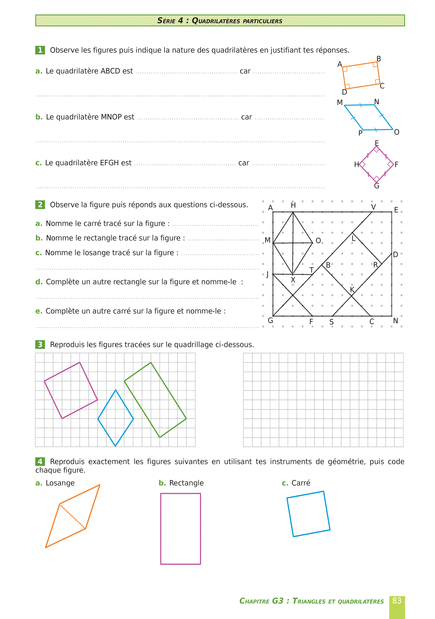 Série 4 : Quadrilatères particuliers
1 Observe les figures puis indique la nature des quadrilatères en justifiant tes réponses.
a. Le quadrilatère ABCD est ........................ car ........................
A B C D
b. Le quadrilatère MNOP est ........................ car ........................
M N O P
c. Le quadrilatère EFGH est ........................ car ........................
E F G H
2 Observe la figure puis réponds aux questions ci-dessous.
a. Nomme le carré tracé sur la figure : ........................
b. Nomme le rectangle tracé sur la figure : ........................
c. Nomme le losange tracé sur la figure : ........................
d. Complète un autre rectangle sur la figure et nomme-le :
e. Complète un autre carré sur la figure et nomme-le :
A H V E
M O L
D
J X T B R
K
G F S C N
3 Reproduis les figures tracées sur le quadrillage ci-dessous.
4 Reproduis exactement les figures suivantes en utilisant tes instruments de géométrie, puis code
chaque figure.
a. Losange b. Rectangle c. Carré
Chapitre G3 : Triangles et quadrilatères 83